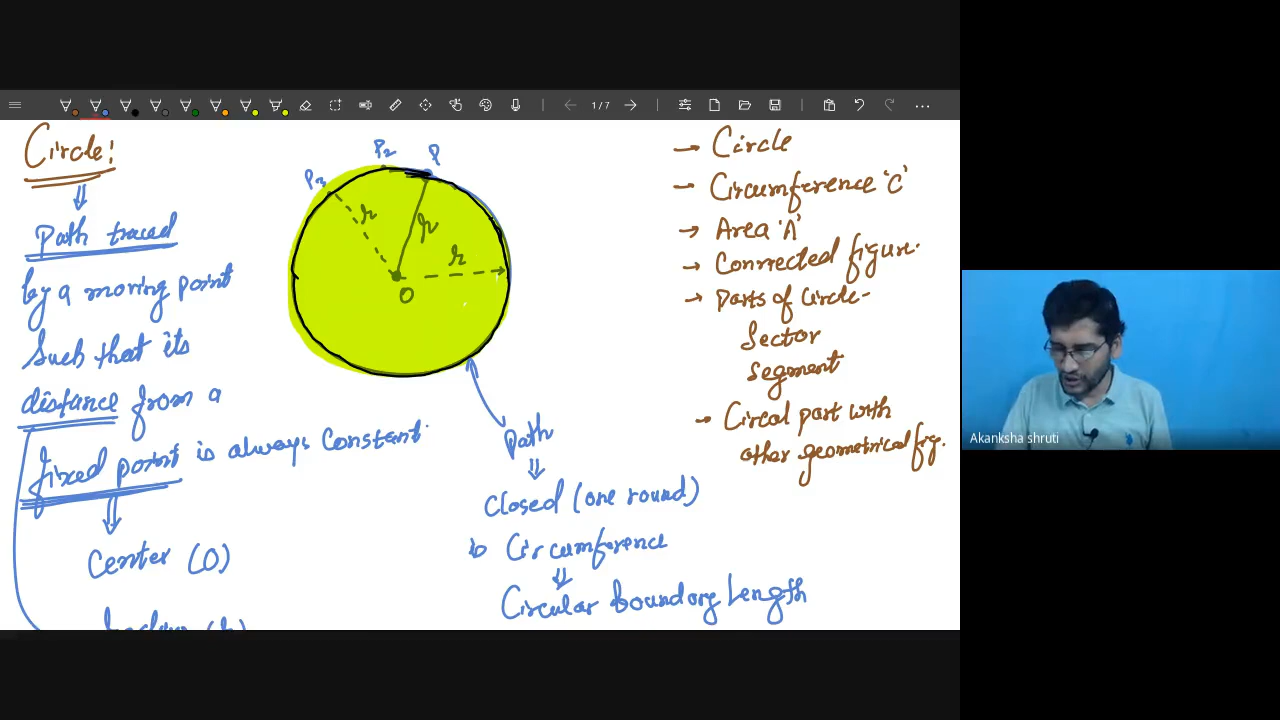 1/7
Circle!
Path traced
by a moving point
Such that its
distance from a
fixed point is always constant.
Center (O)
P3
P2
P
r
r
r
O
Path
Closed (one round)
Circumference
Circular boundary length
→ Circle
→ Circumference 'C'
→ Area 'A'
→ Connected figure.
→ Parts of Circle-
Sector
Segment
→ Circal part with
other geometrical fig.
Akanksha shruti